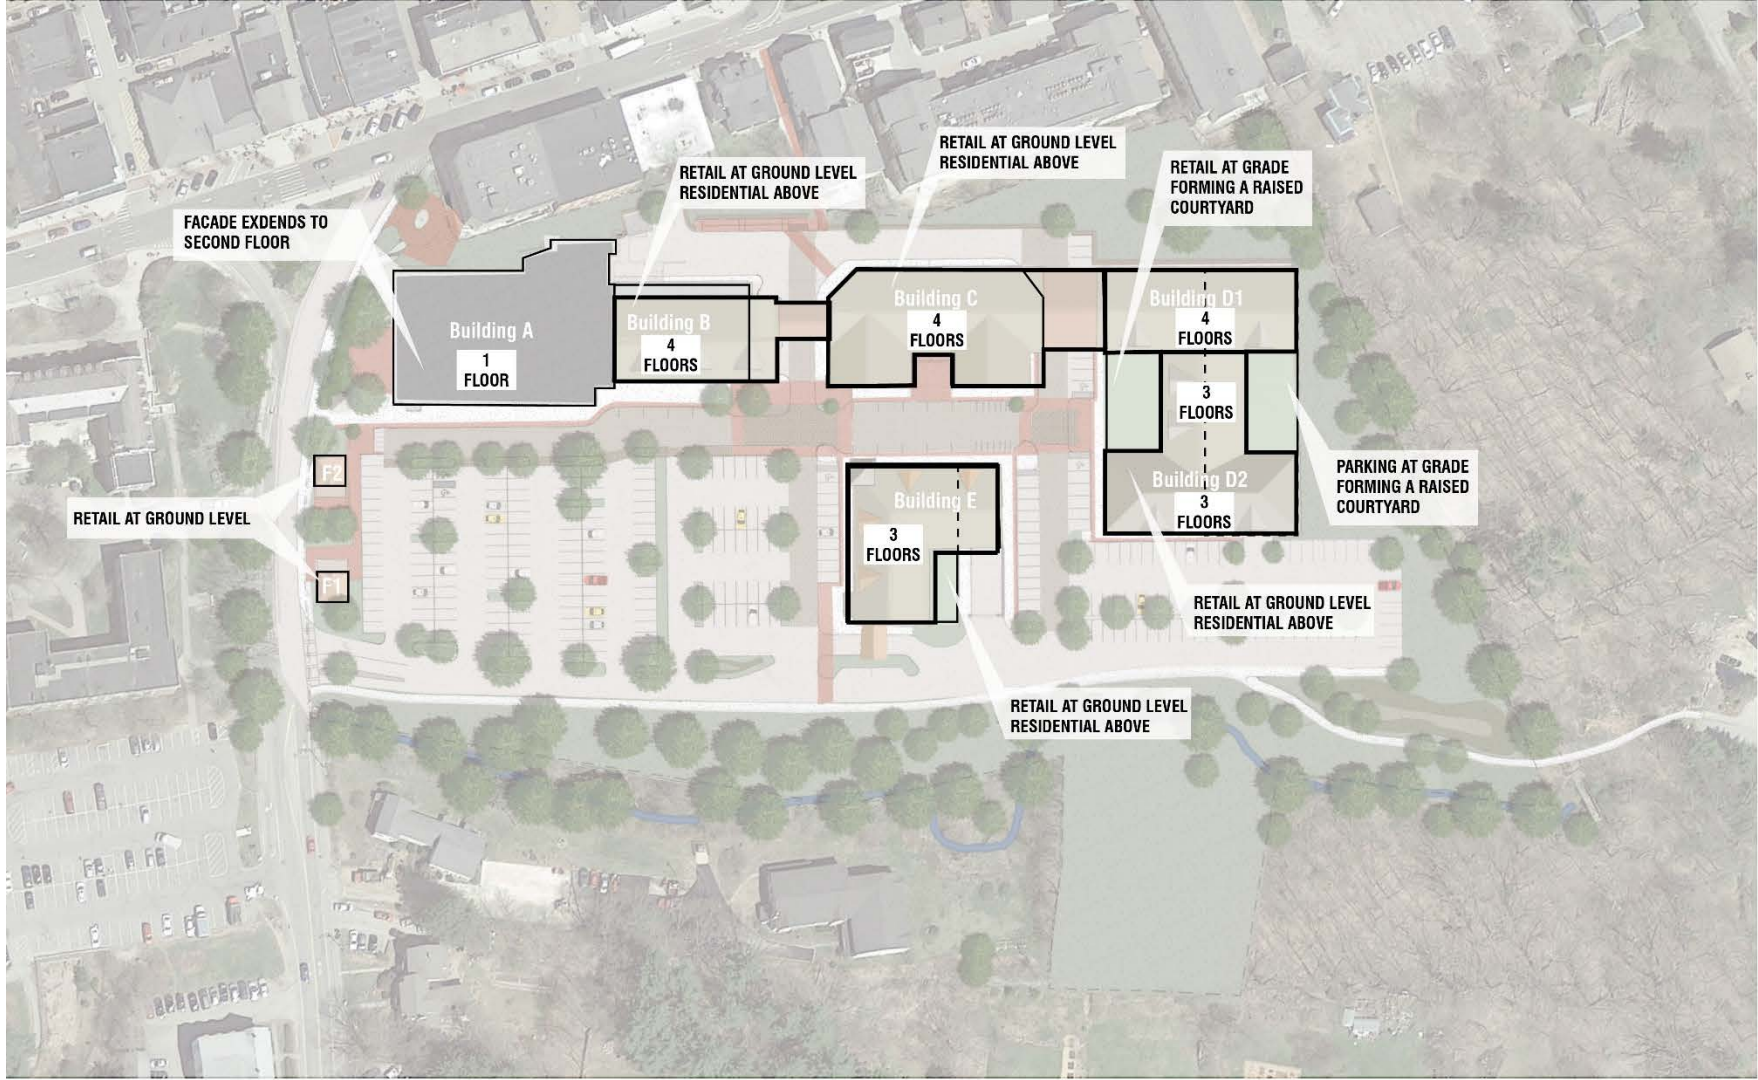 RETAIL AT GROUND LEVEL
RESIDENTIAL ABOVE
RETAIL AT GROUND LEVEL
RESIDENTIAL ABOVE
RETAIL AT GRADE
FORMING A RAISED
COURTYARD
FACADE EXDENDS TO
SECOND FLOOR
Building A
1
FLOOR
Building B
4
FLOORS
Building C
4
FLOORS
Building D1
4
FLOORS
3
FLOORS
Building D2
3
FLOORS
PARKING AT GRADE
FORMING A RAISED
COURTYARD
F2
RETAIL AT GROUND LEVEL
F1
Building E
3
FLOORS
RETAIL AT GROUND LEVEL
RESIDENTIAL ABOVE
RETAIL AT GROUND LEVEL
RESIDENTIAL ABOVE